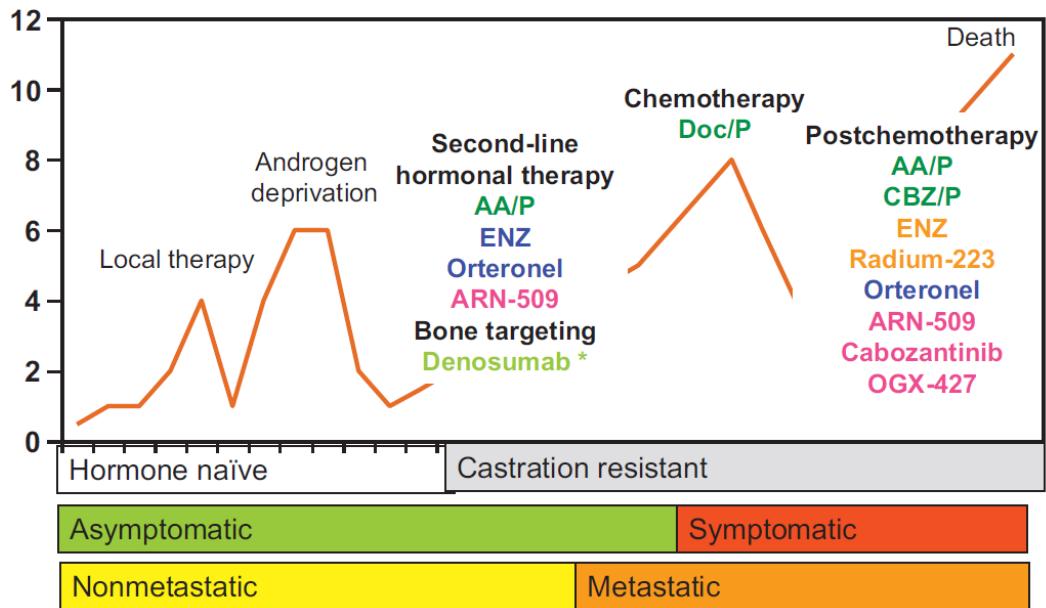 12
10
8
6
4
2
0
Local therapy
Androgen
deprivation
Second-line
hormonal therapy
AA/P
ENZ
Orteronel
ARN-509
Bone targeting
Denosumab *
Chemotherapy
Doc/P
Death
Postchemotherapy
AA/P
CBZ/P
ENZ
Radium-223
Orteronel
ARN-509
Cabozantinib
OGX-427
Hormone naïve
Castration resistant
Asymptomatic
Symptomatic
Nonmetastatic
Metastatic